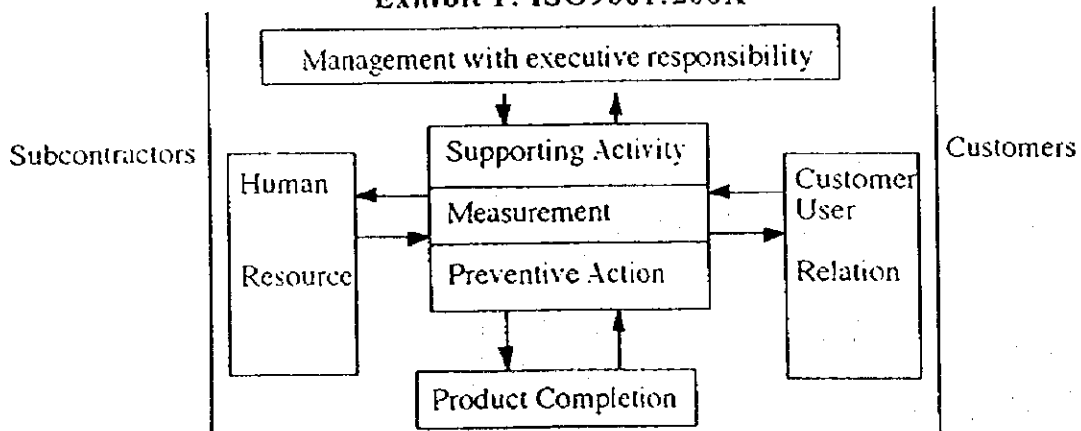 Management with executive responsibility
Subcontractors
Supporting Activity
Customers
Human
Customer
User
Measurement
Resource
Preventive Action
Relation
Product Completion